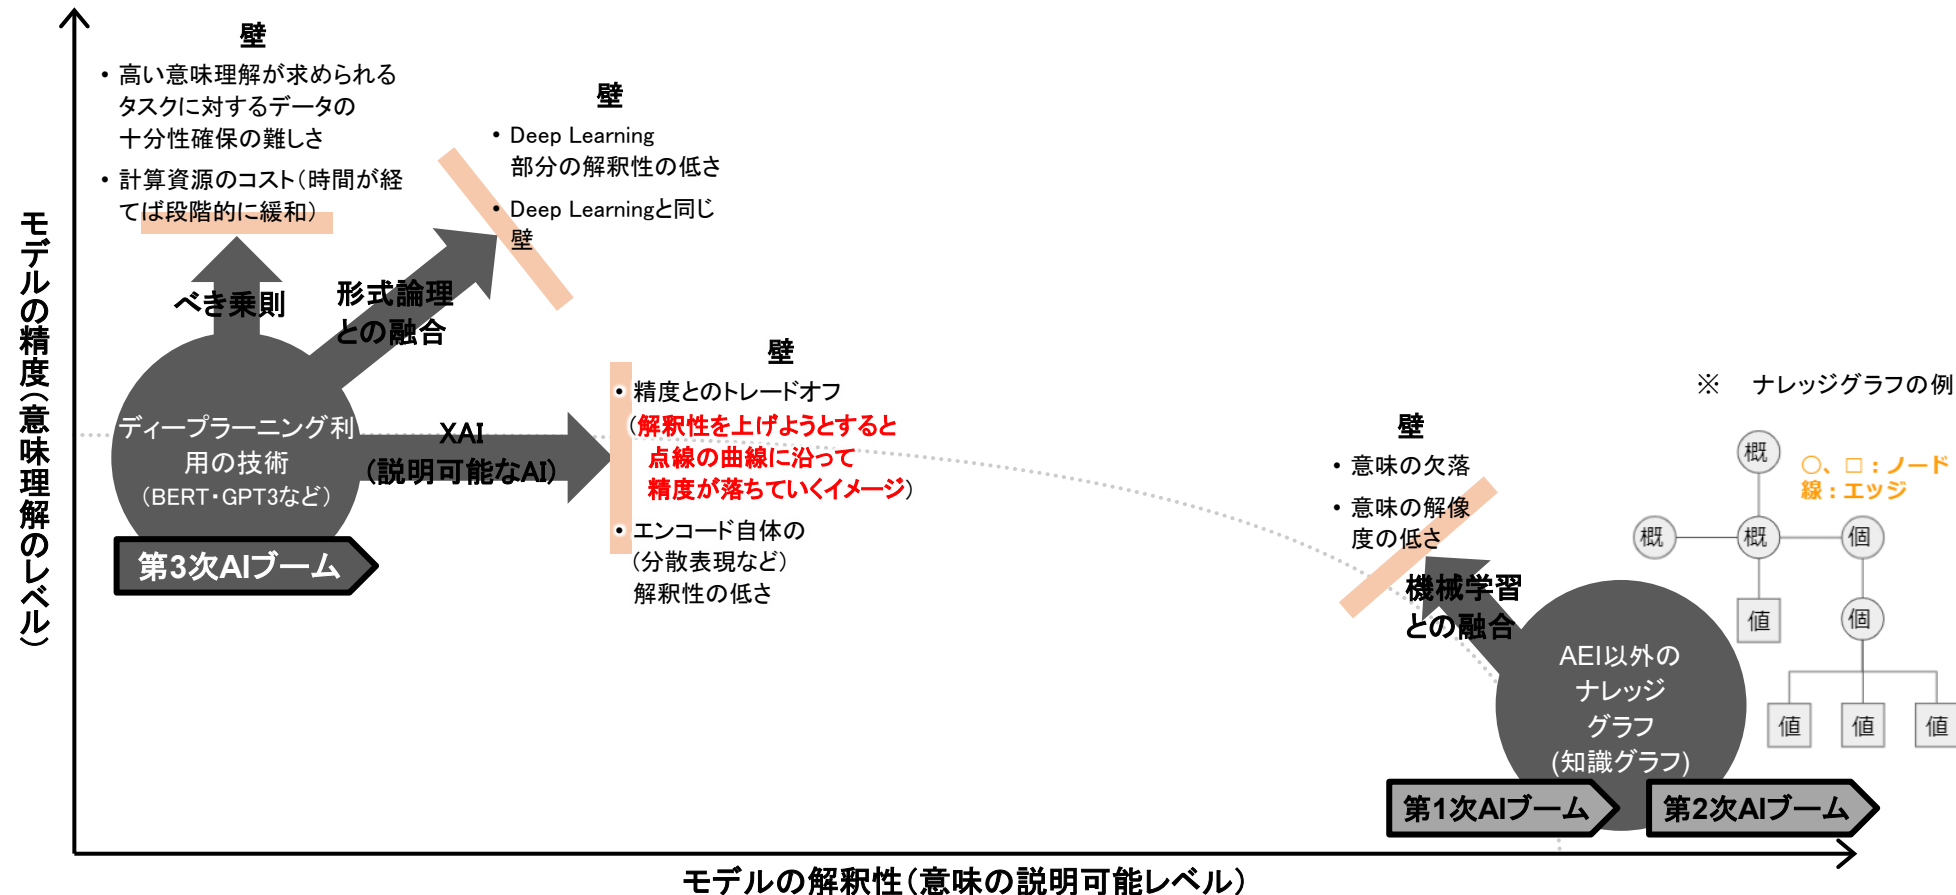 壁
• 高い意味理解が求められる
タスクに対するデータの
十分性確保の難しさ
• 計算資源のコスト（時間が経
てば段階的に緩和）
壁
• Deep Learning
部分の解釈性の低さ
• Deep Learningと同じ
壁
モデルの精度（意味理解のレベル）
べき乗則
形式論理
との融合
ディープラーニング利
用の技術
（BERT・GPT3など）
第3次AIブーム
XAI
（説明可能なAI）
壁
• 精度とのトレードオフ
（解釈性を上げようとすると
点線の曲線に沿って
精度が落ちていくイメージ）
• エンコード自体の
（分散表現など）
解釈性の低さ
壁
• 意味の欠落
• 意味の解像
度の低さ
機械学習
との融合
AEI以外の
ナレッジ
グラフ
(知識グラフ)
第1次AIブーム
第2次AIブーム
※　ナレッジグラフの例
〇、□：ノード
線：エッジ
概
概
概
個
値
個
値
値
値
モデルの解釈性（意味の説明可能レベル）